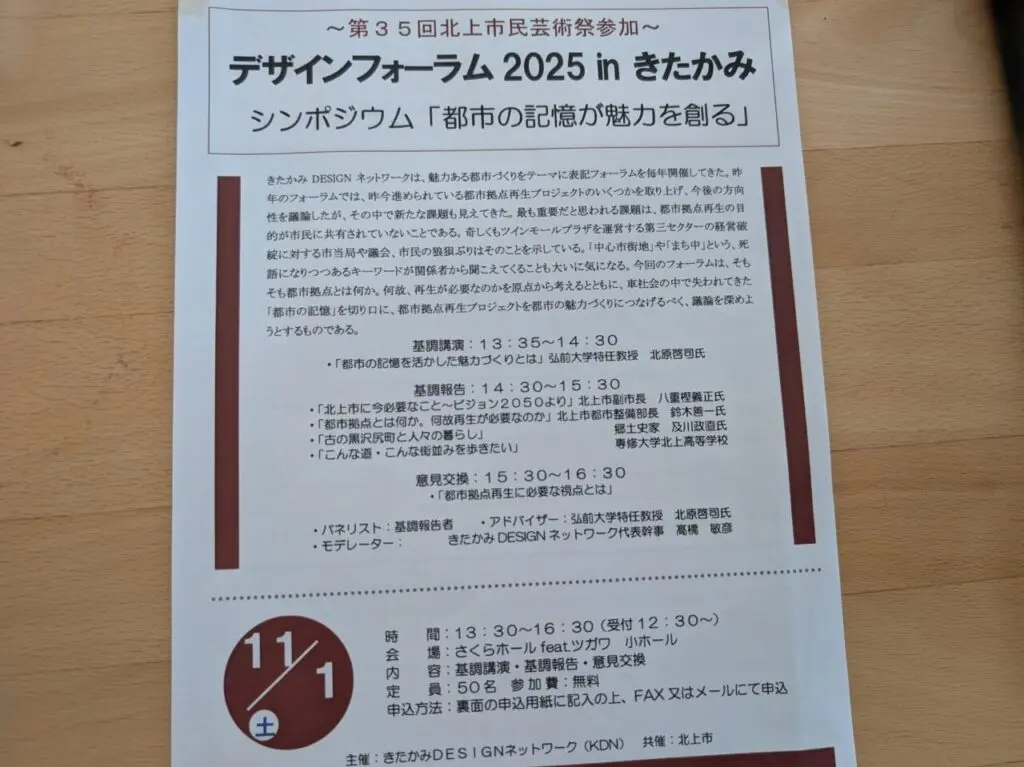 ～第３５回北上市民芸術祭参加～
デザインフォーラム 2025 in きたかみ
シンポジウム「都市の記憶が魅力を創る」
きたかみ DESIGN ネットワークは、魅力ある都市づくりをテーマに表記フォーラムを毎年開催してきた。昨
年のフォーラムでは、昨今進められている都市拠点再生プロジェクトのいくつかを取り上げ、今後の方向
性を議論したが、その中で新たな課題も見えてきた。最も重要だと思われる課題は、都市拠点再生の目
的が市民に共有されていないことである。奇しくもツインモールプラザを運営する第三セクターの経営破
綻に対する市当局や議会、市民の狼狽ぶりはそのことを示している。「中心市街地」や「まち中」という、死
語になりつつあるキーワードが関係者から聞こえてくることも大いに気になる。今回のフォーラムは、そも
そも都市拠点とは何か。何故、再生が必要なのかを原点から考えるとともに、車社会の中で失われてきた
「都市の記憶」を切り口に、都市拠点再生プロジェクトを都市の魅力づくりにつなげるべく、議論を深めよ
うとするものである。
基調講演：１３：３５～１４：３０
・「都市の記憶を活かした魅力づくりとは」弘前大学特任教授　北原啓司氏
基調報告：１４：３０～１５：３０
・「北上市に今必要なこと～ビジョン２０５０より」北上市副市長　八重樫義正氏
・「都市拠点とは何か。何故再生が必要なのか」北上市都市整備部長　鈴木善一氏
・「古の黒沢尻町と人々の暮らし」　郷土史家　及川政直氏
・「こんな道・こんな街並みを歩きたい」　専修大学北上高等学校
意見交換：１５：３０～１６：３０
・「都市拠点再生に必要な視点とは」
・パネリスト：基調報告者　・アドバイザー：弘前大学特任教授　北原啓司氏
・モデレーター：　きたかみ DESIGN ネットワーク代表幹事　髙橋 敏彦
11/1
土
時　間：１３：３０～１６：３０（受付１２：３０～）
会　場：さくらホール feat.ツガワ　小ホール
内　容：基調講演・基調報告・意見交換
定　員：５０名　参加費：無料
申込方法：裏面の申込用紙に記入の上、FAX 又はメールにて申込
主催：きたかみＤＥＳＩＧＮネットワーク（KDN）　共催：北上市